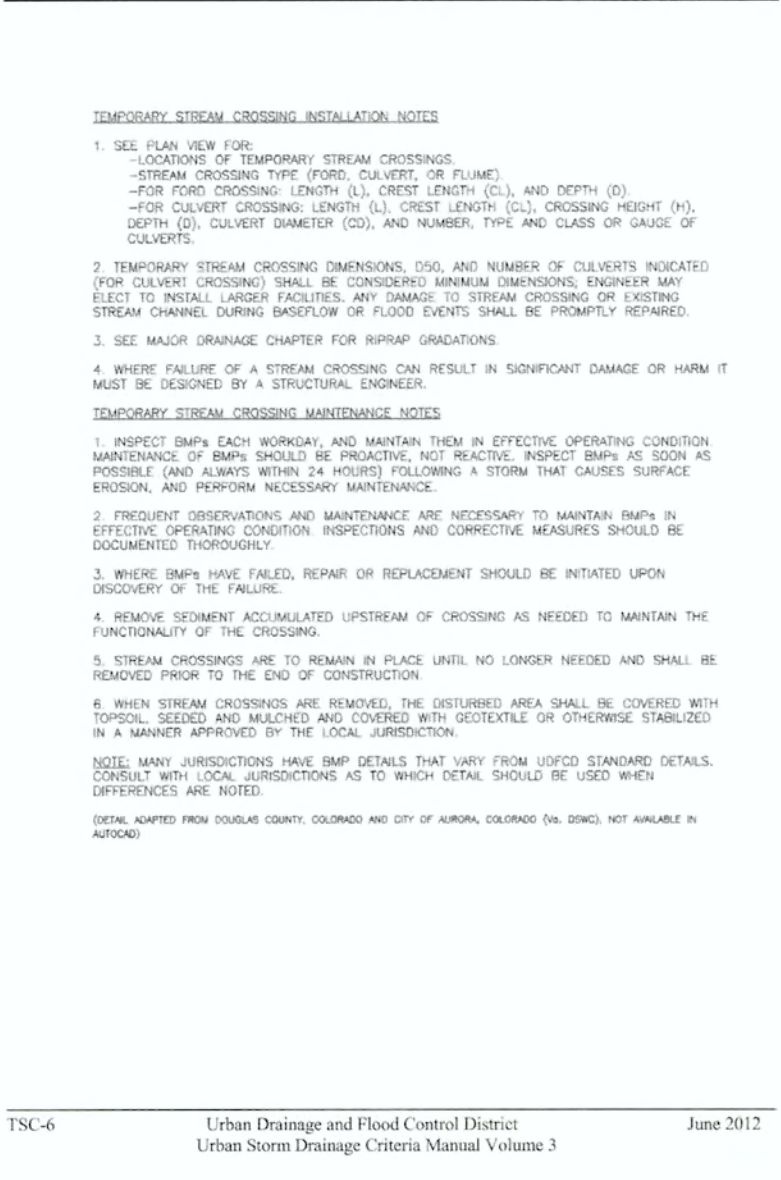 TEMPORARY STREAM CROSSING INSTALLATION NOTES
1. SEE PLAN VIEW FOR:
-LOCATIONS OF TEMPORARY STREAM CROSSINGS.
-STREAM CROSSING TYPE (FORD, CULVERT, OR FLUME).
-FOR FORD CROSSING: LENGTH (L), CREST LENGTH (CL), AND DEPTH (D).
-FOR CULVERT CROSSING: LENGTH (L), CREST LENGTH (CL), CROSSING HEIGHT (H),
DEPTH (D), CULVERT DIAMETER (CD), AND NUMBER, TYPE AND CLASS OR GAUGE OF
CULVERTS.
2. TEMPORARY STREAM CROSSING DIMENSIONS, D50, AND NUMBER OF CULVERTS INDICATED
(FOR CULVERT CROSSING) SHALL BE CONSIDERED MINIMUM DIMENSIONS; ENGINEER MAY
ELECT TO INSTALL LARGER FACILITIES. ANY DAMAGE TO STREAM CROSSING OR EXISTING
STREAM CHANNEL DURING BASEFLOW OR FLOOD EVENTS SHALL BE PROMPTLY REPAIRED.
3. SEE MAJOR DRAINAGE CHAPTER FOR RIPRAP GRADATIONS.
4. WHERE FAILURE OF A STREAM CROSSING CAN RESULT IN SIGNIFICANT DAMAGE OR HARM IT
MUST BE DESIGNED BY A STRUCTURAL ENGINEER.
TEMPORARY STREAM CROSSING MAINTENANCE NOTES
1. INSPECT BMPs EACH WORKDAY, AND MAINTAIN THEM IN EFFECTIVE OPERATING CONDITION.
MAINTENANCE OF BMPs SHOULD BE PROACTIVE, NOT REACTIVE. INSPECT BMPs AS SOON AS
POSSIBLE (AND ALWAYS WITHIN 24 HOURS) FOLLOWING A STORM THAT CAUSES SURFACE
EROSION, AND PERFORM NECESSARY MAINTENANCE.
2. FREQUENT OBSERVATIONS AND MAINTENANCE ARE NECESSARY TO MAINTAIN BMPs IN
EFFECTIVE OPERATING CONDITION. INSPECTIONS AND CORRECTIVE MEASURES SHOULD BE
DOCUMENTED THOROUGHLY.
3. WHERE BMPs HAVE FAILED, REPAIR OR REPLACEMENT SHOULD BE INITIATED UPON
DISCOVERY OF THE FAILURE.
4. REMOVE SEDIMENT ACCUMULATED UPSTREAM OF CROSSING AS NEEDED TO MAINTAIN THE
FUNCTIONALITY OF THE CROSSING.
5. STREAM CROSSINGS ARE TO REMAIN IN PLACE UNTIL NO LONGER NEEDED AND SHALL BE
REMOVED PRIOR TO THE END OF CONSTRUCTION.
6. WHEN STREAM CROSSINGS ARE REMOVED, THE DISTURBED AREA SHALL BE COVERED WITH
TOPSOIL, SEEDED AND MULCHED AND COVERED WITH GEOTEXTILE OR OTHERWISE STABILIZED
IN A MANNER APPROVED BY THE LOCAL JURISDICTION.
NOTE: MANY JURISDICTIONS HAVE BMP DETAILS THAT VARY FROM UDFCD STANDARD DETAILS.
CONSULT WITH LOCAL JURISDICTIONS AS TO WHICH DETAIL SHOULD BE USED WHEN
DIFFERENCES ARE NOTED.
(DETAIL ADAPTED FROM DOUGLAS COUNTY, COLORADO AND CITY OF AURORA, COLORADO (Va. DSWC), NOT AVAILABLE IN
AUTOCAD)
TSC-6 Urban Drainage and Flood Control District June 2012
Urban Storm Drainage Criteria Manual Volume 3